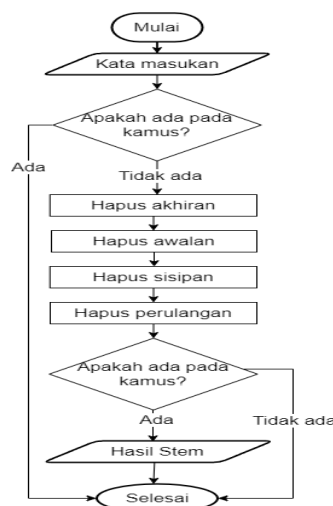 Mulai
Kata masukan
Apakah ada pada
kamus?
Ada
Tidak ada
Hapus akhiran
Hapus awalan
Hapus sisipan
Hapus perulangan
Apakah ada pada
kamus?
Ada
Tidak ada
Hasil Stem
Selesai